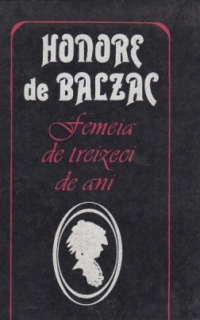 HONORE
de BALZAC
Femeia
de treizeci
de ani